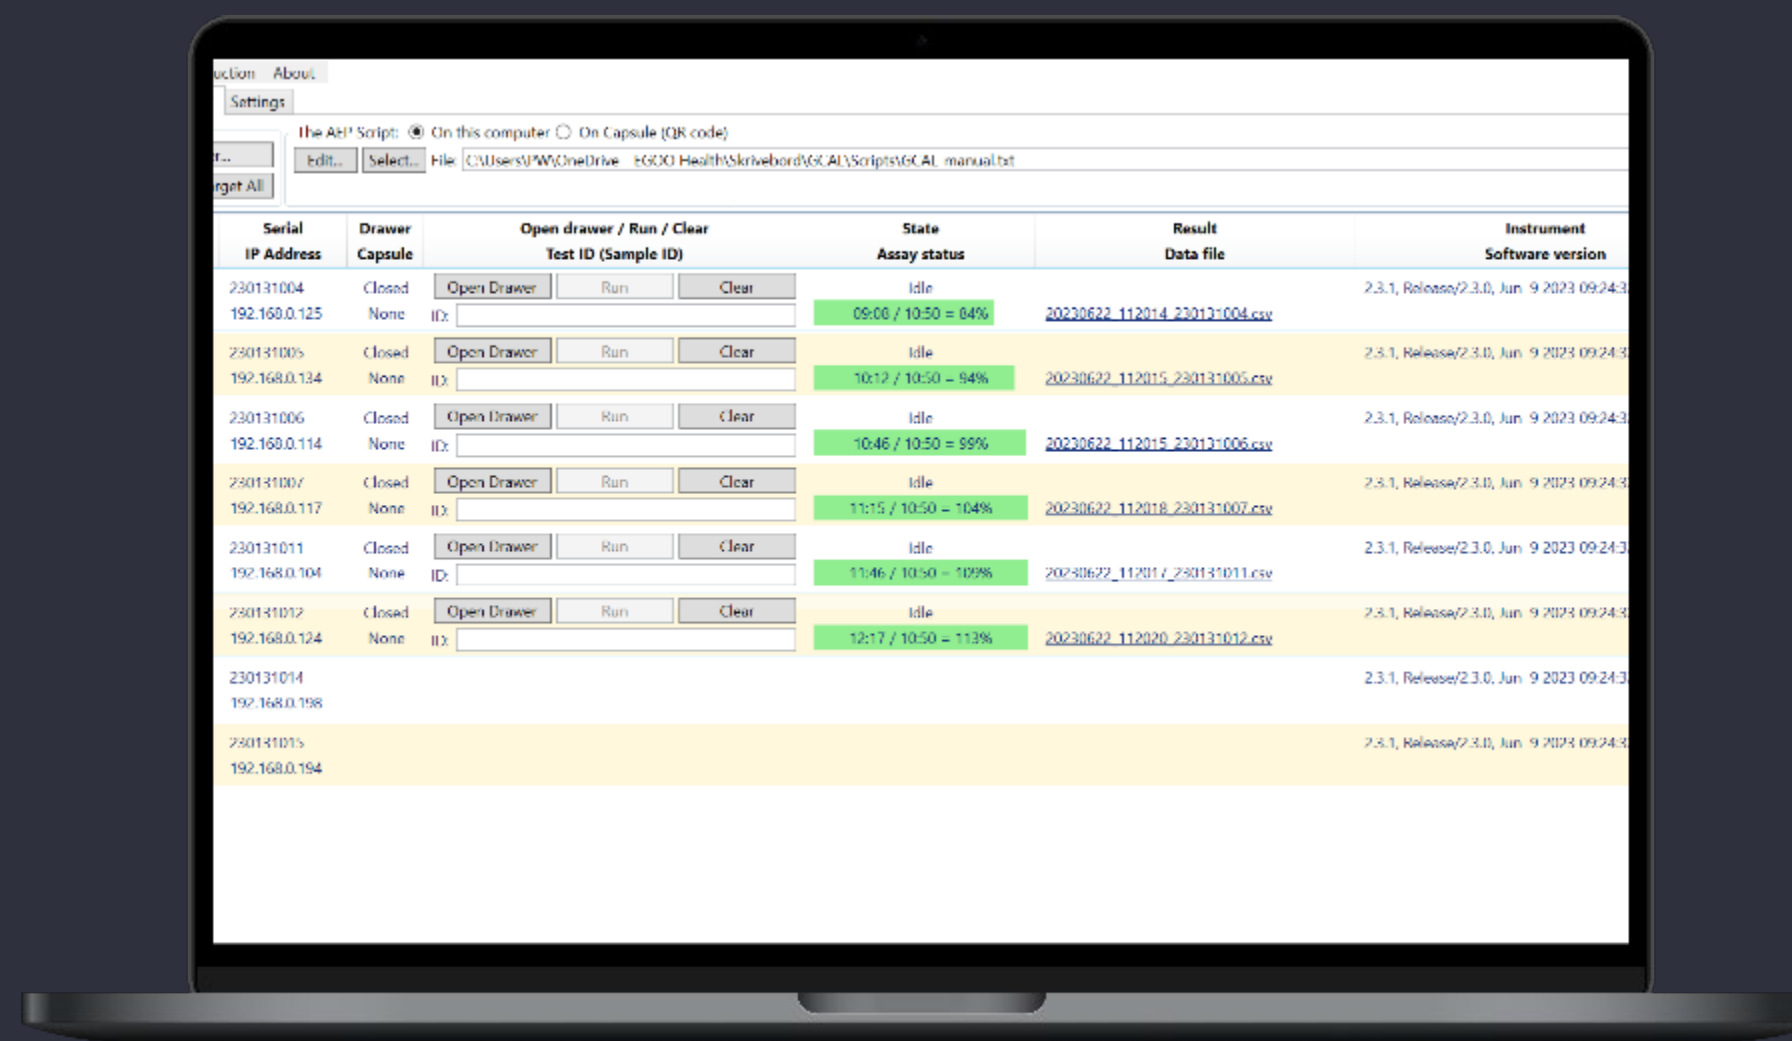 uction About
Settings
The AEP Script: On this computer On Capsule (QR code)
r...
Edit... Select... File: C:\Users\PW\OneDrive EGOO Health\Skrivebord\GCAL\Scripts\GCAL manual.txt
rget All
Serial Drawer Open drawer / Run / Clear State Result Instrument
IP Address Capsule Test ID (Sample ID) Assay status Data file Software version
230131004 Closed Open Drawer Run Clear Idle 2.3.1, Release/2.3.0, Jun 9 2023 09:24:3
192.168.0.125 None ID: 09:08 / 10:50 = 84% 20230622_112014_230131004.csv
230131005 Closed Open Drawer Run Clear Idle 2.3.1, Release/2.3.0, Jun 9 2023 09:24:3
192.168.0.134 None ID: 10:12 / 10:50 = 94% 20230622_112015_230131005.csv
230131006 Closed Open Drawer Run Clear Idle 2.3.1, Release/2.3.0, Jun 9 2023 09:24:3
192.168.0.114 None ID: 10:46 / 10:50 = 99% 20230622_112015_230131006.csv
230131007 Closed Open Drawer Run Clear Idle 2.3.1, Release/2.3.0, Jun 9 2023 09:24:3
192.168.0.117 None ID: 11:15 / 10:50 = 104% 20230622_112018_230131007.csv
230131011 Closed Open Drawer Run Clear Idle 2.3.1, Release/2.3.0, Jun 9 2023 09:24:3
192.168.0.104 None ID: 11:46 / 10:50 = 109% 20230622_112017_230131011.csv
230131012 Closed Open Drawer Run Clear Idle 2.3.1, Release/2.3.0, Jun 9 2023 09:24:3
192.168.0.124 None ID: 12:17 / 10:50 = 113% 20230622_112020_230131012.csv
230131014 2.3.1, Release/2.3.0, Jun 9 2023 09:24:3
192.168.0.198
230131015 2.3.1, Release/2.3.0, Jun 9 2023 09:24:3
192.168.0.194